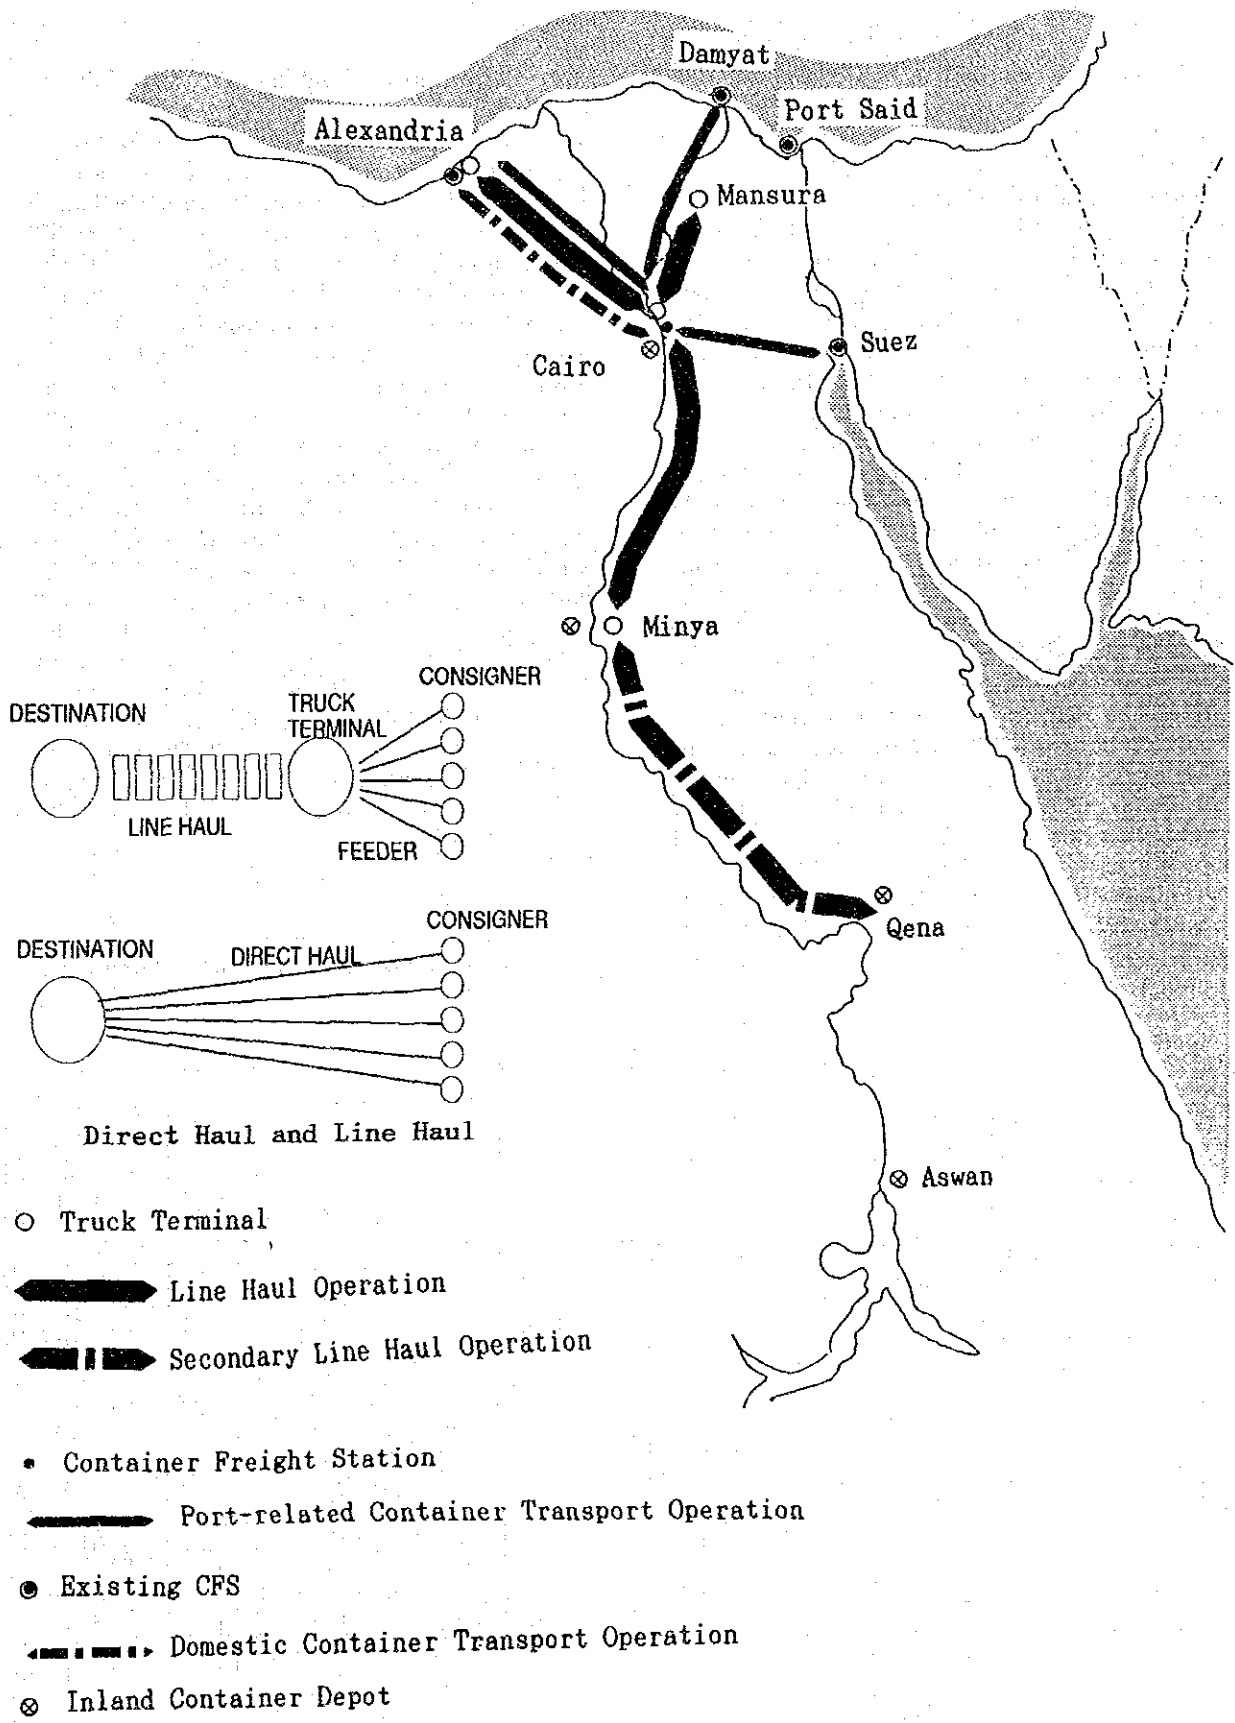 Damyat
Port Said
Alexandria
Mansura
Suez
Cairo
Minya
CONSIGNER
DESTINATION
TRUCK
TERMINAL
LINE HAUL
FEEDER
CONSIGNER
DESTINATION
DIRECT HAUL
Qena
Direct Haul and Line Haul
Aswan
Truck Terminal
Line Haul Operation
Secondary Line Haul Operation
Container Freight Station
Port-related Container Transport Operation
Existing CFS
Domestic Container Transport Operation
Inland Container Depot